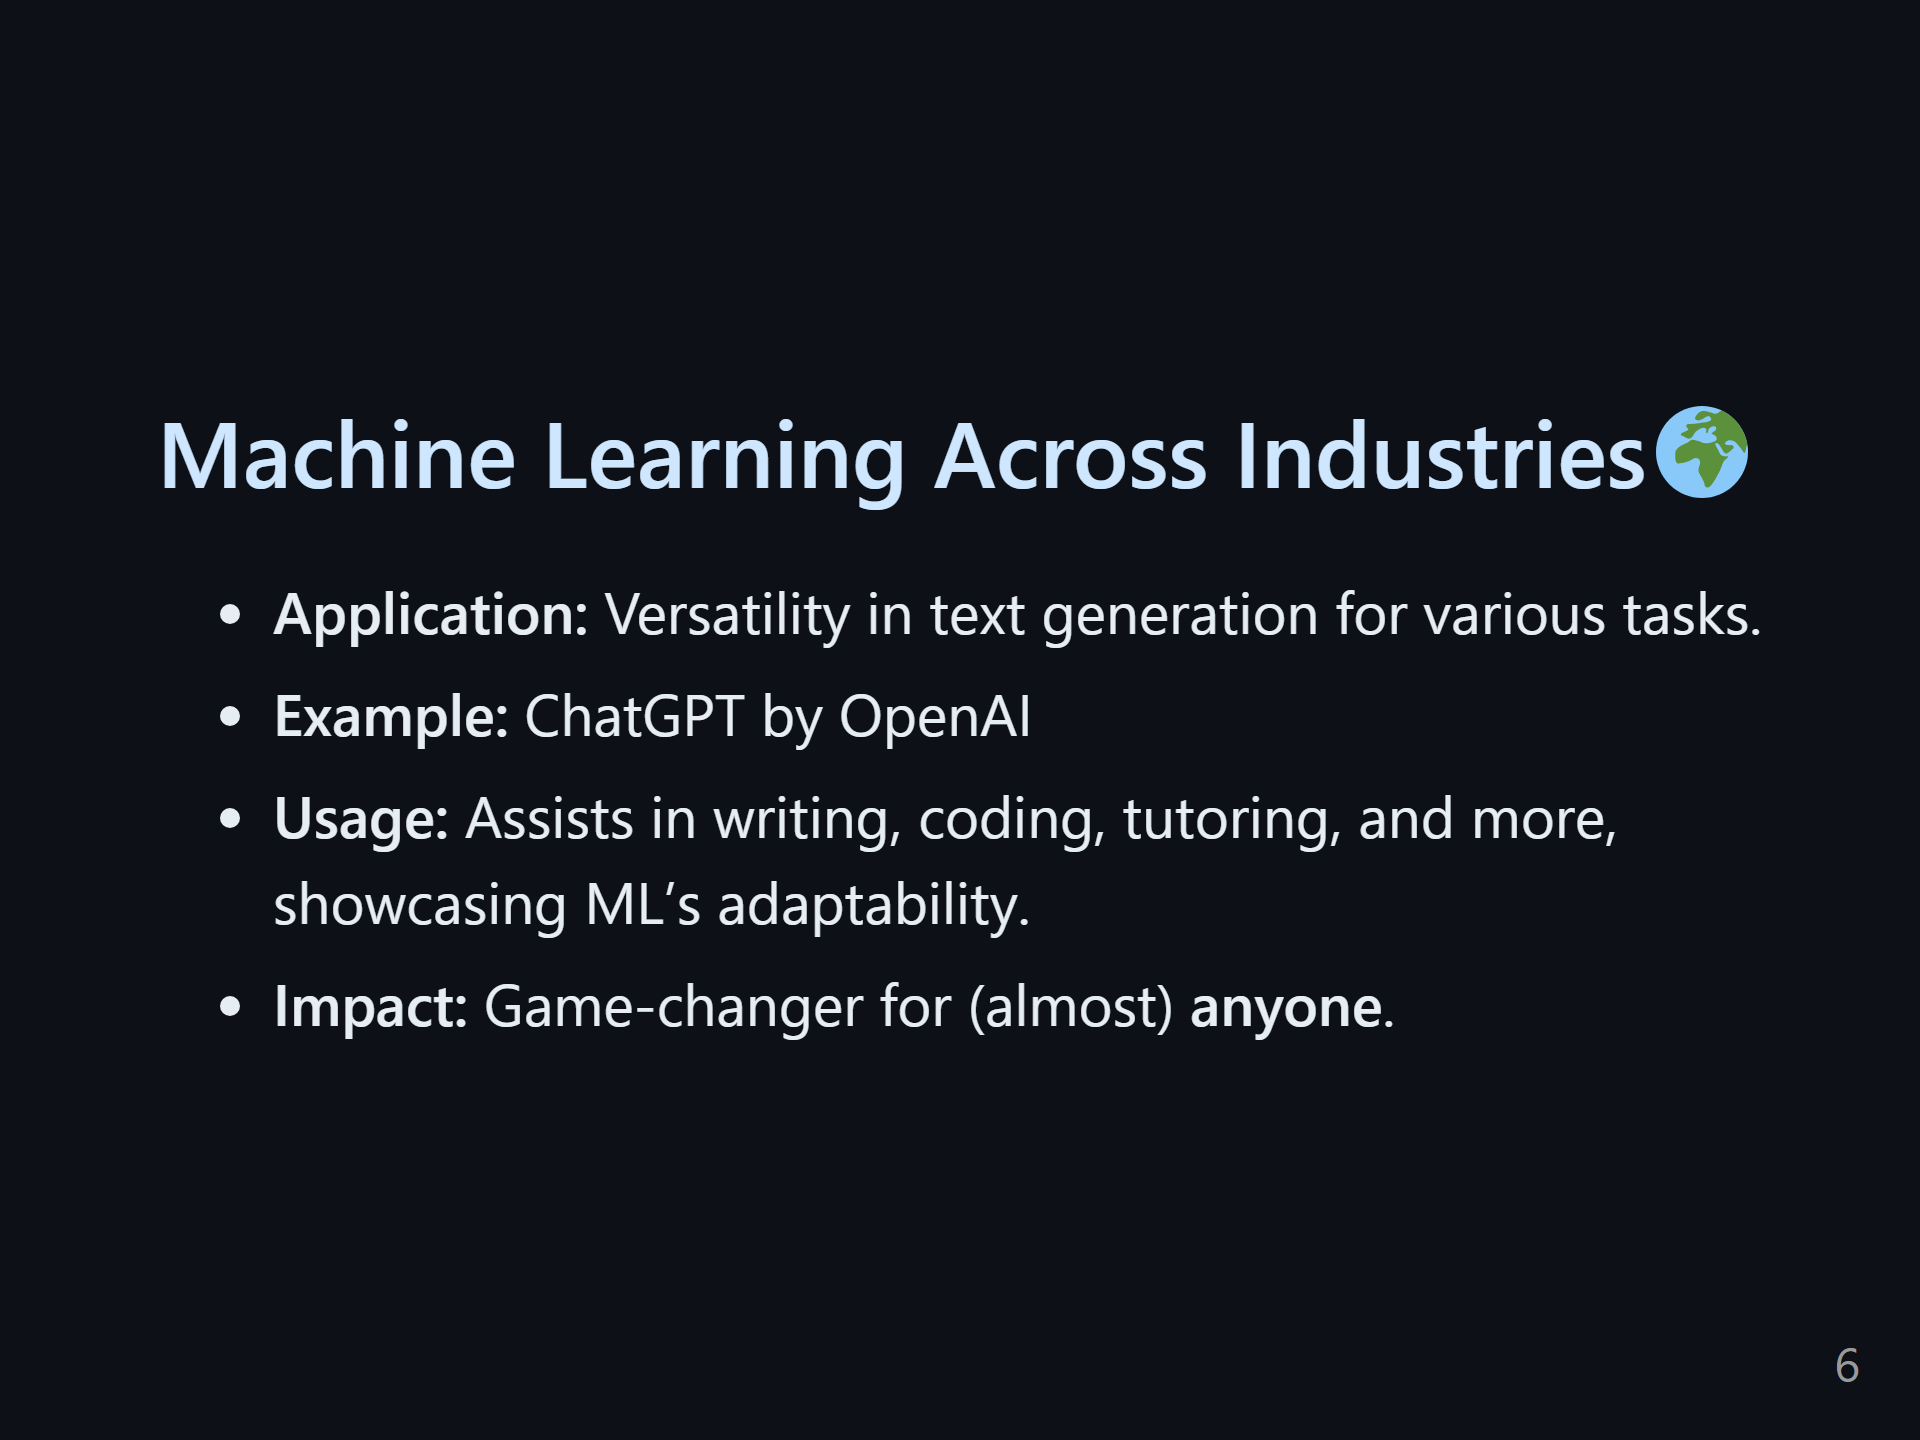 Machine Learning Across Industries
• Application: Versatility in text generation for various tasks.
• Example: ChatGPT by OpenAI
• Usage: Assists in writing, coding, tutoring, and more,
showcasing ML’s adaptability.
• Impact: Game-changer for (almost) anyone.
6